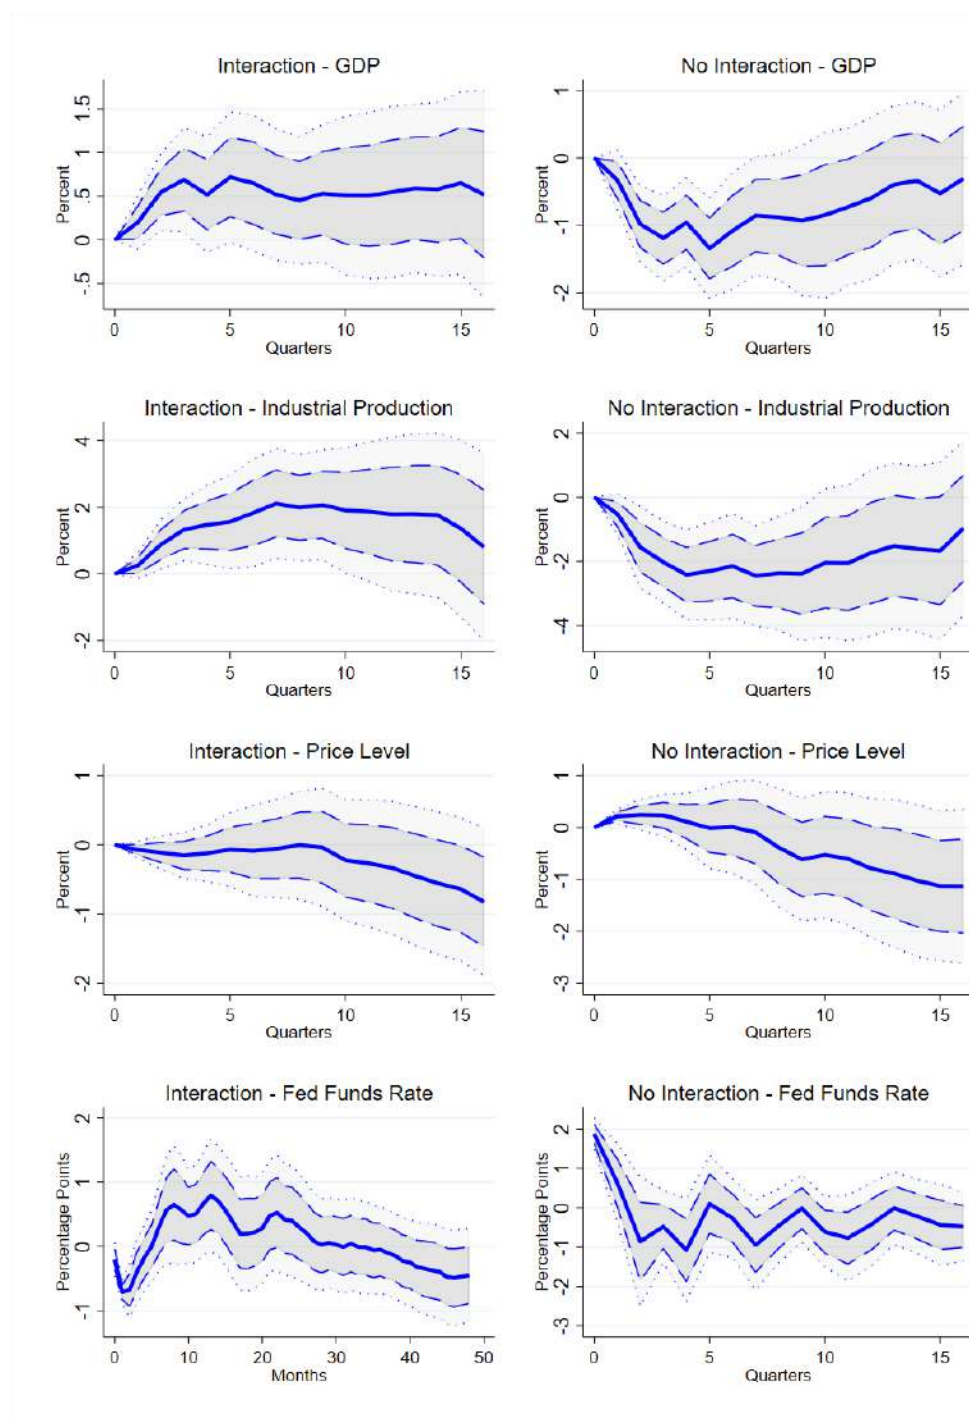 Interaction - GDP
Percent
1.5
1
.5
0
-.5
0 5 10 15
Quarters
No Interaction - GDP
Percent
1
0
-1
-2
0 5 10 15
Quarters
Interaction - Industrial Production
Percent
4
2
0
-2
0 5 10 15
Quarters
No Interaction - Industrial Production
Percent
2
0
-2
-4
0 5 10 15
Quarters
Interaction - Price Level
Percent
1
0
-1
-2
0 5 10 15
Quarters
No Interaction - Price Level
Percent
1
0
-1
-2
-3
0 5 10 15
Quarters
Interaction - Fed Funds Rate
Percentage Points
2
1
0
-1
0 10 20 30 40 50
Months
No Interaction - Fed Funds Rate
Percentage Points
2
1
0
-1
-2
-3
0 5 10 15
Quarters